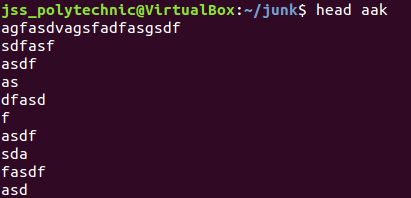 jss_polytechnic@VirtualBox:~/junk$ head aak
agfasdvagsfadfasgsdf
sdfasf
asdf
as
dfasd
f
asdf
sda
fasdf
asd